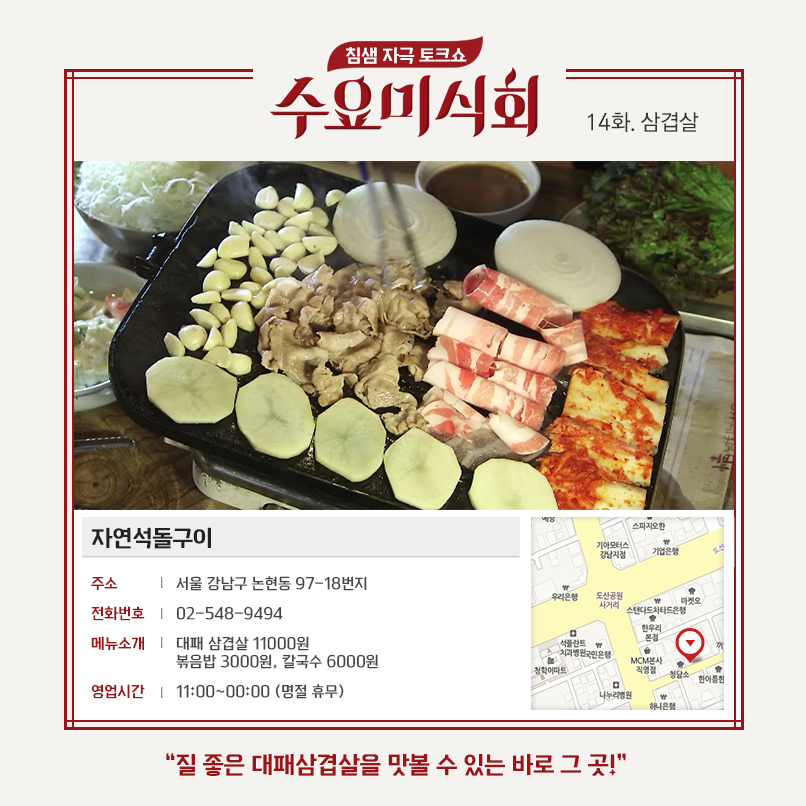 침샘 자극 토크쇼
수요미식회
14화. 삼겹살
자연석돌구이
주소 | 서울 강남구 논현동 97-18번지
전화번호 | 02-548-9494
메뉴소개 | 대패 삼겹살 11000원
볶음밥 3000원, 칼국수 6000원
영업시간 | 11:00~00:00 (명절 휴무)
스파지오한
기아모터스
강남지점
기업은행
우리은행
도산공원
사거리
마켓오
스탠다드차타드은행
한우리
본점
석플란트
치과병원
국민은행
MCM본사
직영점
청담소
청학아파트
나누리병원
하나은행
“질 좋은 대패삼겹살을 맛볼 수 있는 바로 그 곳!”